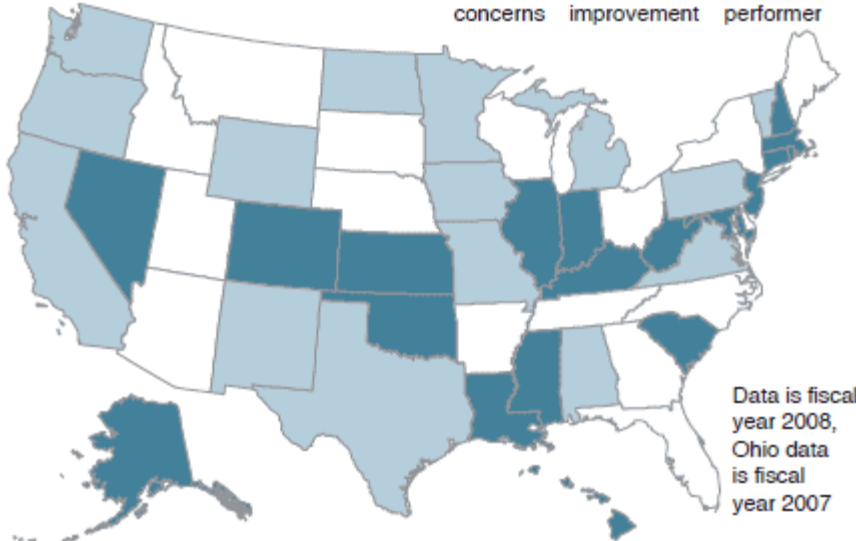 concerns improvement performer
Data is fiscal
year 2008,
Ohio data
is fiscal
year 2007